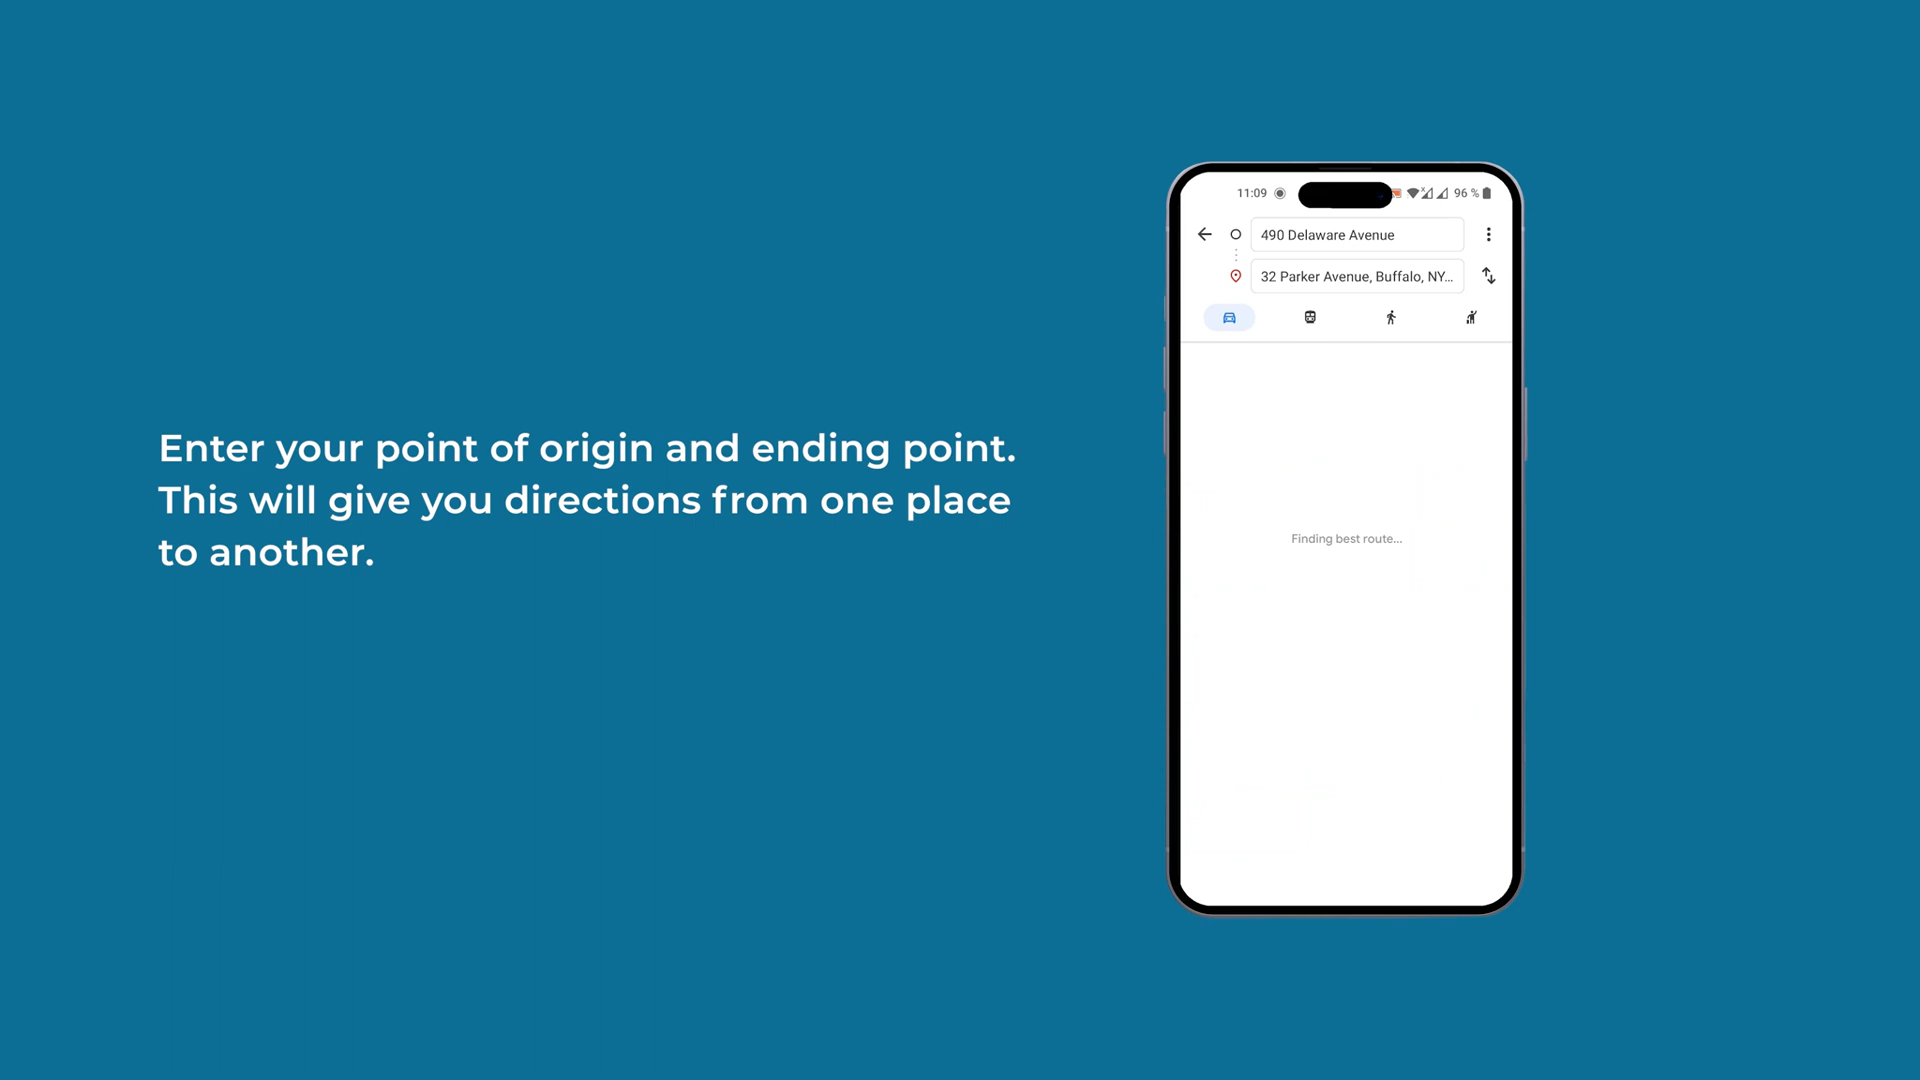 Enter your point of origin and ending point.
This will give you directions from one place
to another.
11:09
96 %
490 Delaware Avenue
32 Parker Avenue, Buffalo, NY...
Finding best route...